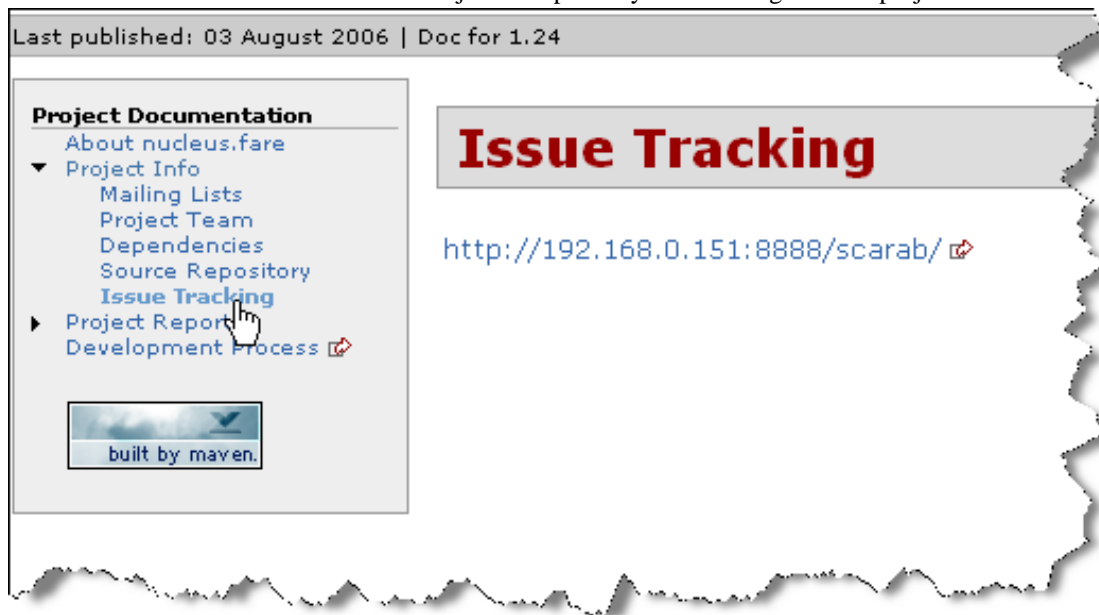 Last published: 03 August 2006 | Doc for 1.24
Project Documentation
About nucleus.fare
Project Info
Mailing Lists
Project Team
Dependencies
Source Repository
Issue Tracking
Project Report
Development Process
built by maven.
Issue Tracking
http://192.168.0.151:8888/scarab/